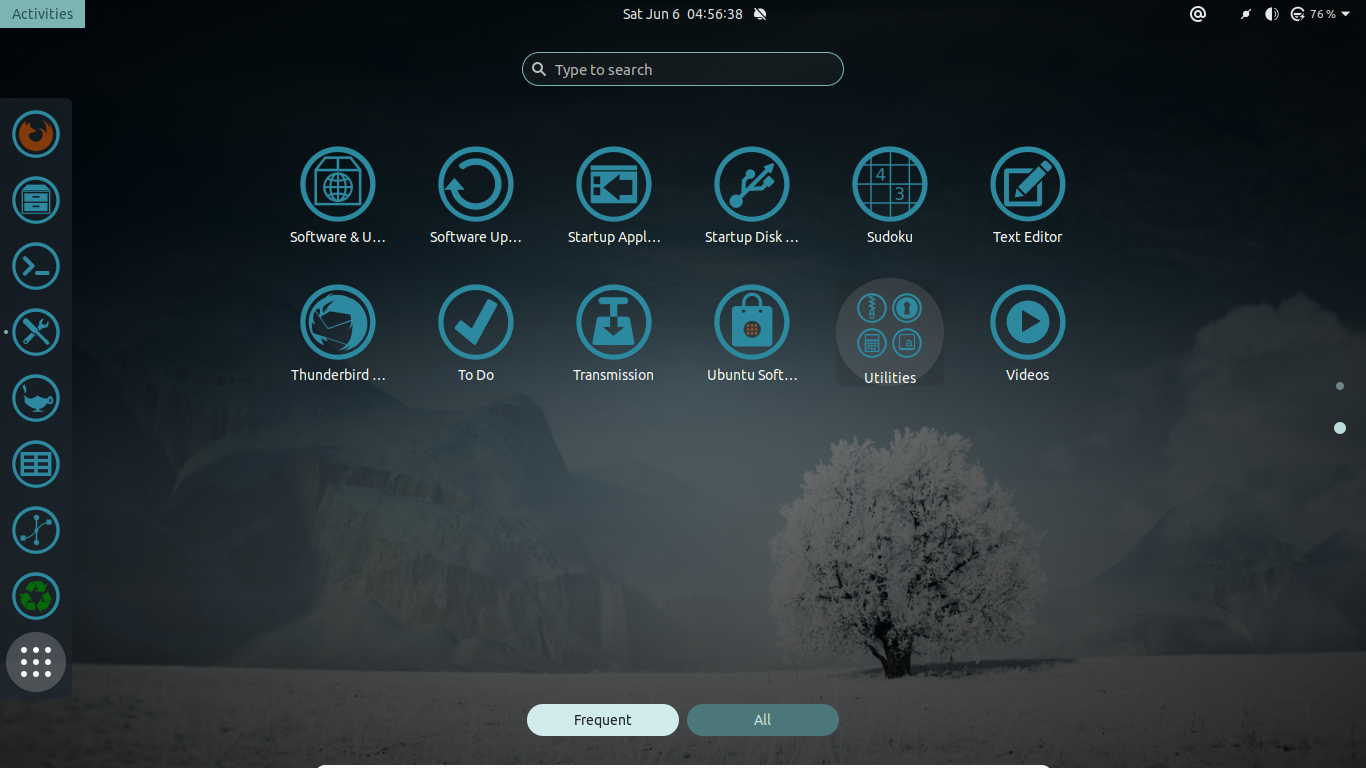 Activities
Sat Jun 6 04:56:38
76 %
Type to search
4
3
Software & U…
Software Up…
Startup Appl…
Startup Disk …
Sudoku
Text Editor
a
Thunderbird …
To Do
Transmission
Ubuntu Soft…
Utilities
Videos
Frequent
All